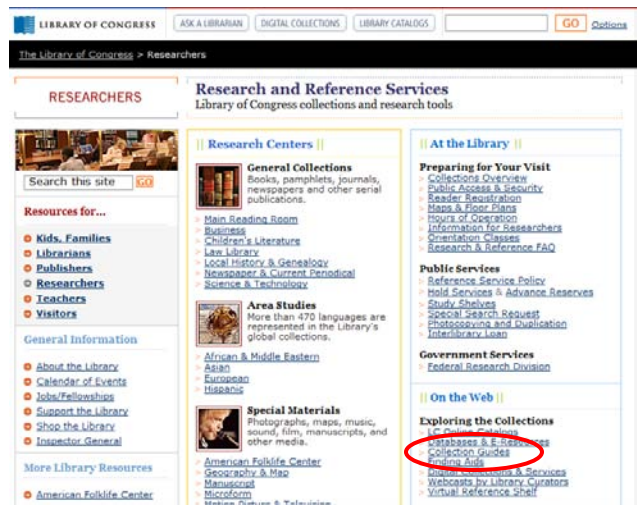 LIBRARY OF CONGRESS
ASK A LIBRARIAN
DIGITAL COLLECTIONS
LIBRARY CATALOGS
GO
Options
The Library of Congress > Researchers
RESEARCHERS
Research and Reference Services
Library of Congress collections and research tools
Search this site GO
Resources for...
Kids, Families
Librarians
Publishers
Researchers
Teachers
Visitors
General Information
About the Library
Calendar of Events
Jobs/Fellowships
Support the Library
Shop the Library
Inspector General
More Library Resources
American Folklife Center
|| Research Centers ||
General Collections
Books, pamphlets, journals,
newspapers and other serial
publications.
Main Reading Room
Business
Children's Literature
Law Library
Local History & Genealogy
Newspaper & Current Periodical
Science & Technology
Area Studies
More than 470 languages are
represented in the Library's
global collections.
African & Middle Eastern
Asian
European
Hispanic
Special Materials
Photographs, maps, music,
sound, film, manuscripts, and
other media.
American Folklife Center
Geography & Map
Manuscript
Microform
Motion Picture & Television
|| At the Library ||
Preparing for Your Visit
Collections Overview
Public Access & Security
Reader Registration
Maps & Floor Plans
Hours of Operation
Information for Researchers
Orientation Classes
Research & Reference FAQ
Public Services
Reference Service Policy
Hold Services & Advance Reserves
Study Shelves
Special Search Request
Photocopying and Duplication
Interlibrary Loan
Government Services
Federal Research Division
|| On the Web ||
Exploring the Collections
LC Online Catalogs
Databases & E-Resources
Collection Guides
Finding Aids
Digital Collections & Services
Webcasts by Library Curators
Virtual Reference Shelf